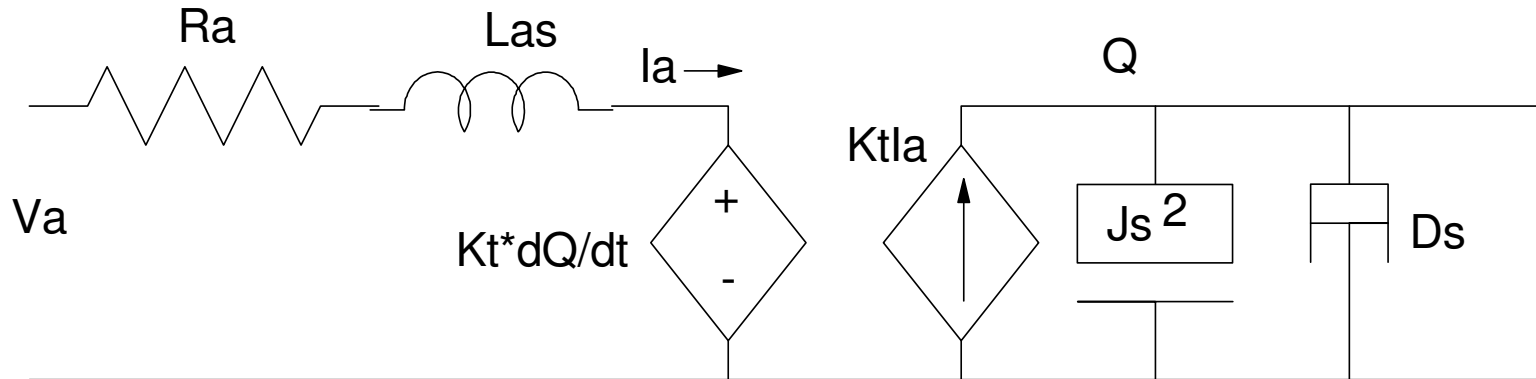 Ra
Las
Ia
Q
KtIa
Va
Kt*dQ/dt
+
-
Js 2
Ds